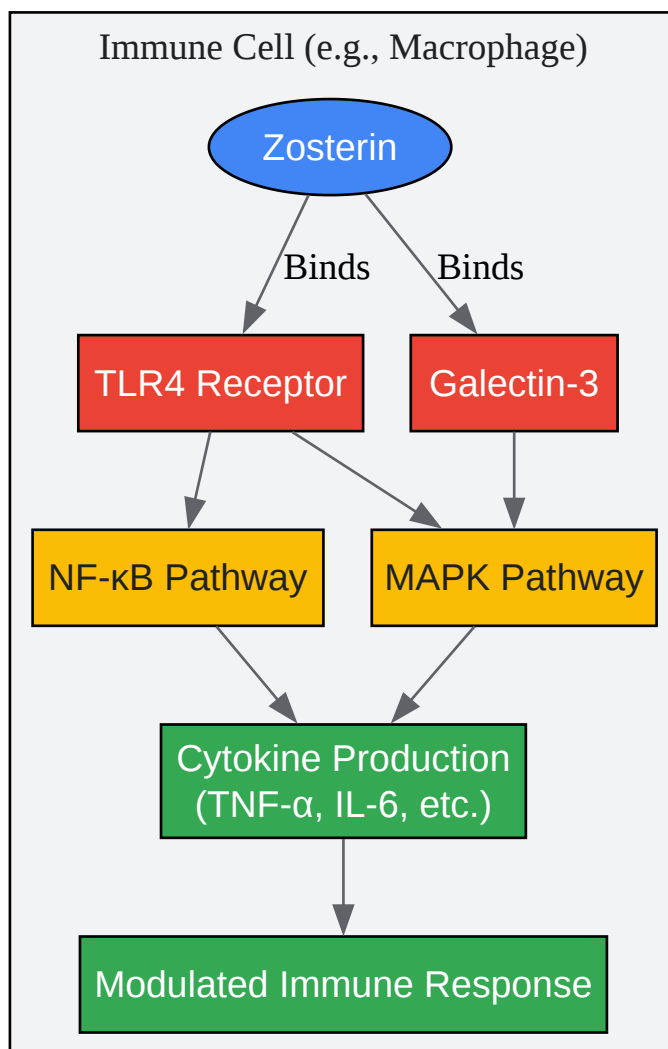 Immune Cell (e.g., Macrophage)
Zosterin
Binds
Binds
TLR4 Receptor
Galectin-3
NF-κB Pathway
MAPK Pathway
Cytokine Production
(TNF-α, IL-6, etc.)
Modulated Immune Response